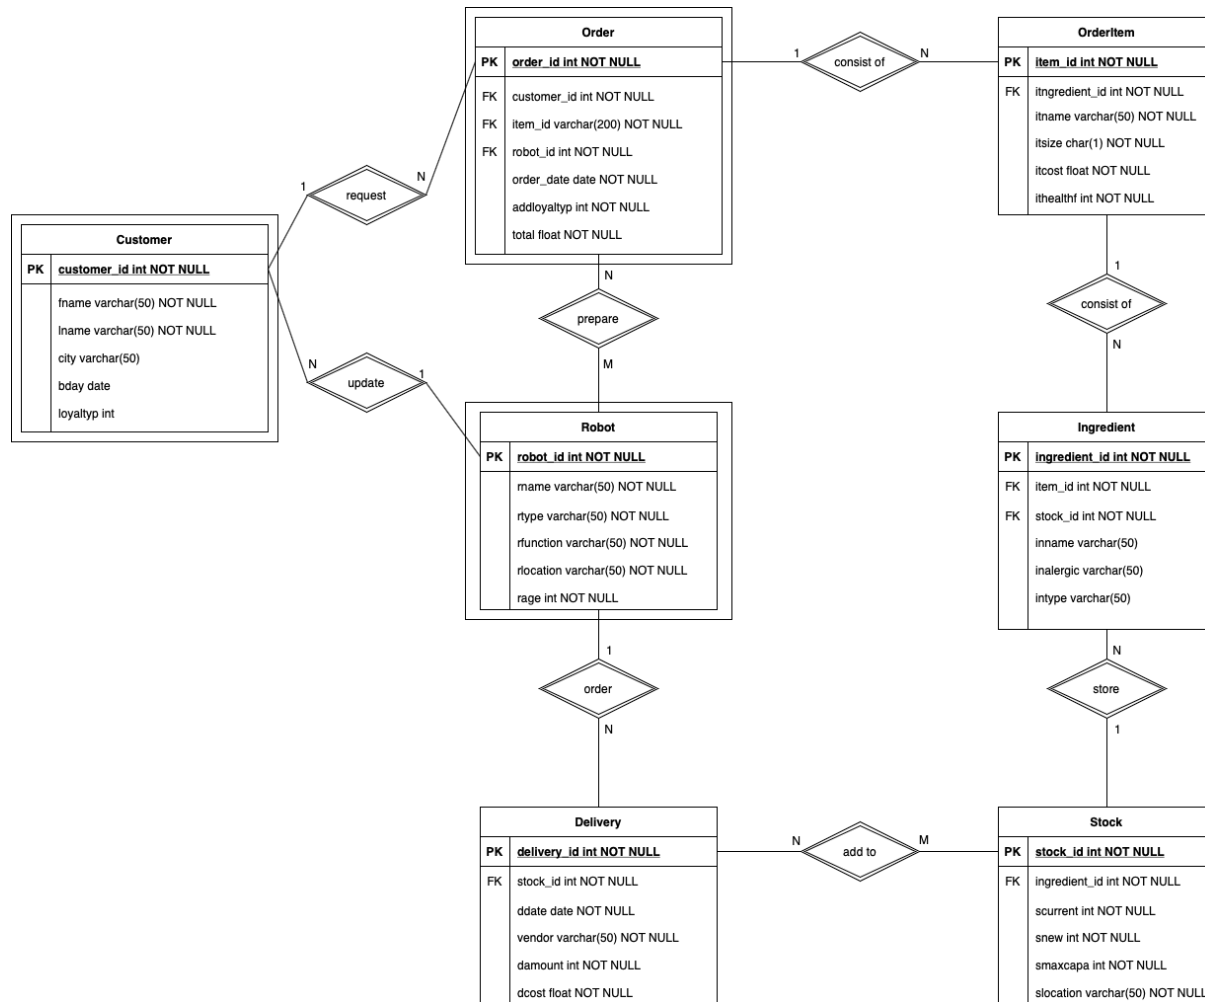 Order
PK order_id int NOT NULL
FK customer_id int NOT NULL
FK item_id varchar(200) NOT NULL
FK robot_id int NOT NULL
order_date date NOT NULL
addloyaltyp int NOT NULL
total float NOT NULL
1
consist of
N
OrderItem
PK item_id int NOT NULL
FK itngredient_id int NOT NULL
itname varchar(50) NOT NULL
itsize char(1) NOT NULL
itcost float NOT NULL
ithealthf int NOT NULL
1
request
N
Customer
PK customer_id int NOT NULL
fname varchar(50) NOT NULL
lname varchar(50) NOT NULL
city varchar(50)
bday date
loyaltyp int
N
prepare
M
1
consist of
N
N
update
1
Robot
PK robot_id int NOT NULL
rname varchar(50) NOT NULL
rtype varchar(50) NOT NULL
rfunction varchar(50) NOT NULL
rlocation varchar(50) NOT NULL
rage int NOT NULL
Ingredient
PK ingredient_id int NOT NULL
FK item_id int NOT NULL
FK stock_id int NOT NULL
inname varchar(50)
inalergic varchar(50)
intype varchar(50)
1
order
N
N
store
1
Delivery
PK delivery_id int NOT NULL
FK stock_id int NOT NULL
ddate date NOT NULL
vendor varchar(50) NOT NULL
damount int NOT NULL
dcost float NOT NULL
N
add to
M
Stock
PK stock_id int NOT NULL
FK ingredient_id int NOT NULL
scurrent int NOT NULL
snew int NOT NULL
smaxcapa int NOT NULL
slocation varchar(50) NOT NULL